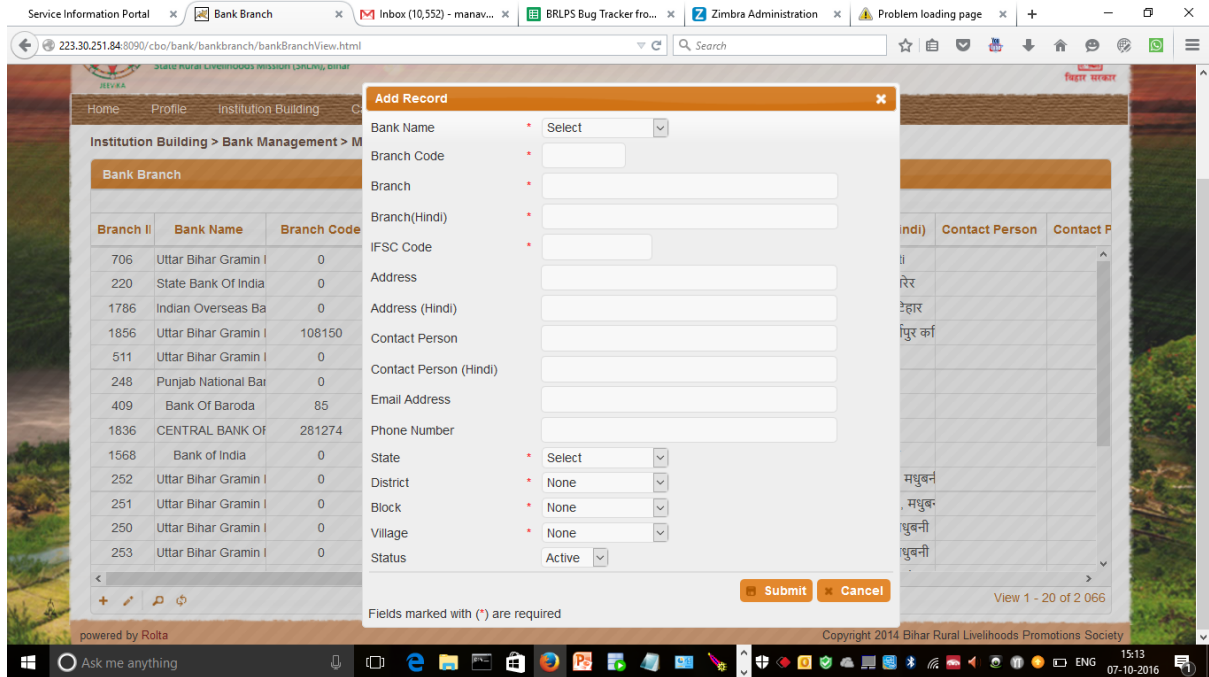 Service Information Portal × Bank Branch × Inbox (10,552) - manav... × BRLPS Bug Tracker fro... × Zimbra Administration × Problem loading page × +
223.30.251.84:8090/cbo/bank/bankbranch/bankBranchView.html Search
State Rural Livelihoods Mission (SRLM), Bihar
JEEVIKA
बिहार सरकार
Home Profile Institution Building
Institution Building > Bank Management >
Bank Branch
Branch Bank Name Branch Code Contact Person Contact
706 Uttar Bihar Gramin 0
220 State Bank Of India 0
1786 Indian Overseas 0
1856 Uttar Bihar Gramin 108150
511 Uttar Bihar Gramin 0
248 Punjab National 0
409 Bank Of Baroda 85
1836 CENTRAL BANK 281274
1568 Bank of India 0
252 Uttar Bihar Gramin 0
251 Uttar Bihar Gramin 0
250 Uttar Bihar Gramin 0
253 Uttar Bihar Gramin 0
View 1 - 20 of 2 066
Add Record
Bank Name * Select
Branch Code *
Branch *
Branch(Hindi) *
IFSC Code *
Address
Address (Hindi)
Contact Person
Contact Person (Hindi)
Email Address
Phone Number
State * Select
District * None
Block * None
Village * None
Status Active
Submit Cancel
Fields marked with (*) are required
powered by Rolta Copyright 2014 Bihar Rural Livelihoods Promotions Society
Ask me anything ENG 15:13
07-10-2016